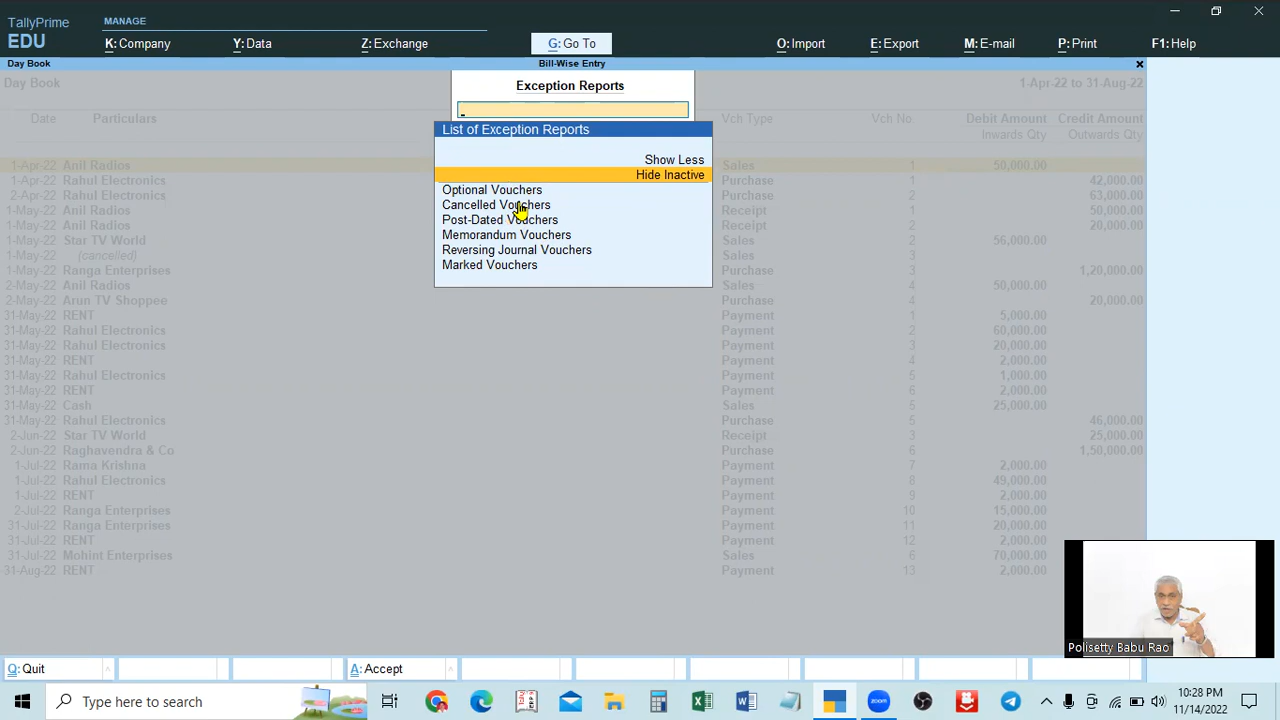 TallyPrime
EDU
MANAGE
K: Company
Y: Data
Z: Exchange
G: Go To
O: Import
E: Export
M: E-mail
P: Print
F1: Help
Day Book
Bill-Wise Entry
×
Day Book
1-Apr-22 to 31-Aug-22
Exception Reports
List of Exception Reports
Show Less
Hide Inactive
Optional Vouchers
Cancelled Vouchers
Post-Dated Vouchers
Memorandum Vouchers
Reversing Journal Vouchers
Marked Vouchers
Date Particulars Vch Type Vch No. Debit Amount Credit Amount
Inwards Qty Outwards Qty
1-Apr-22 Anil Radios Sales 1 50,000.00
1-Apr-22 Rahul Electronics Purchase 1 42,000.00
2-Apr-22 Rahul Electronics Purchase 2 63,000.00
1-May-22 Anil Radios Receipt 1 50,000.00
1-May-22 Anil Radios Receipt 2 20,000.00
1-May-22 Star TV World Sales 2 56,000.00
1-May-22 (cancelled) Sales 3
1-May-22 Ranga Enterprises Purchase 3 1,20,000.00
2-May-22 Anil Radios Sales 4 50,000.00
2-May-22 Arun TV Shoppee Purchase 4 20,000.00
31-May-22 RENT Payment 1 5,000.00
31-May-22 Rahul Electronics Payment 2 60,000.00
31-May-22 Rahul Electronics Payment 3 20,000.00
31-May-22 RENT Payment 4 2,000.00
31-May-22 Rahul Electronics Payment 5 1,000.00
31-May-22 RENT Payment 6 2,000.00
31-May-22 Cash Sales 5 25,000.00
31-May-22 Rahul Electronics Purchase 5 46,000.00
2-Jun-22 Star TV World Receipt 3 25,000.00
2-Jun-22 Raghavendra & Co Purchase 6 1,50,000.00
1-Jul-22 Rama Krishna Payment 7 2,000.00
1-Jul-22 Rahul Electronics Payment 8 49,000.00
1-Jul-22 RENT Payment 9 2,000.00
2-Jul-22 Ranga Enterprises Payment 10 15,000.00
31-Jul-22 Ranga Enterprises Payment 11 20,000.00
31-Jul-22 RENT Payment 12 2,000.00
31-Jul-22 Mohint Enterprises Sales 6 70,000.00
31-Aug-22 RENT Payment 13 2,000.00
Polisetty Babu Rao
Q: Quit
A: Accept
Type here to search
10:28 PM
11/14/2022